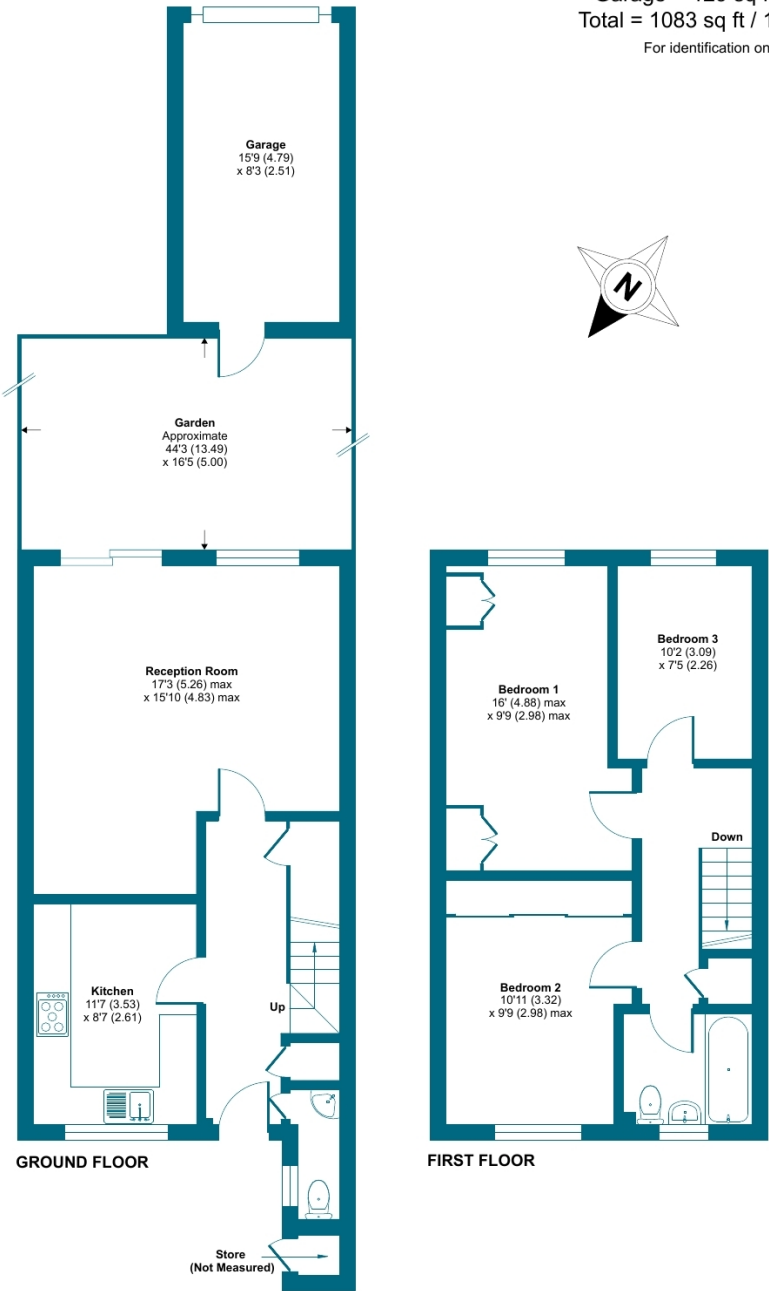 Total = 1083 sq ft / 1
For identification on
Garage
15'9 (4.79)
x 8'3 (2.51)
N
Garden
Approximate
44'3 (13.49)
x 16'5 (5.00)
Reception Room
17'3 (5.26) max
x 15'10 (4.83) max
Kitchen
11'7 (3.53)
x 8'7 (2.61)
Up
Store
(Not Measured)
GROUND FLOOR
Bedroom 1
16' (4.88) max
x 9'9 (2.98) max
Bedroom 3
10'2 (3.09)
x 7'5 (2.26)
Down
Bedroom 2
10'11 (3.32)
x 9'9 (2.98) max
FIRST FLOOR